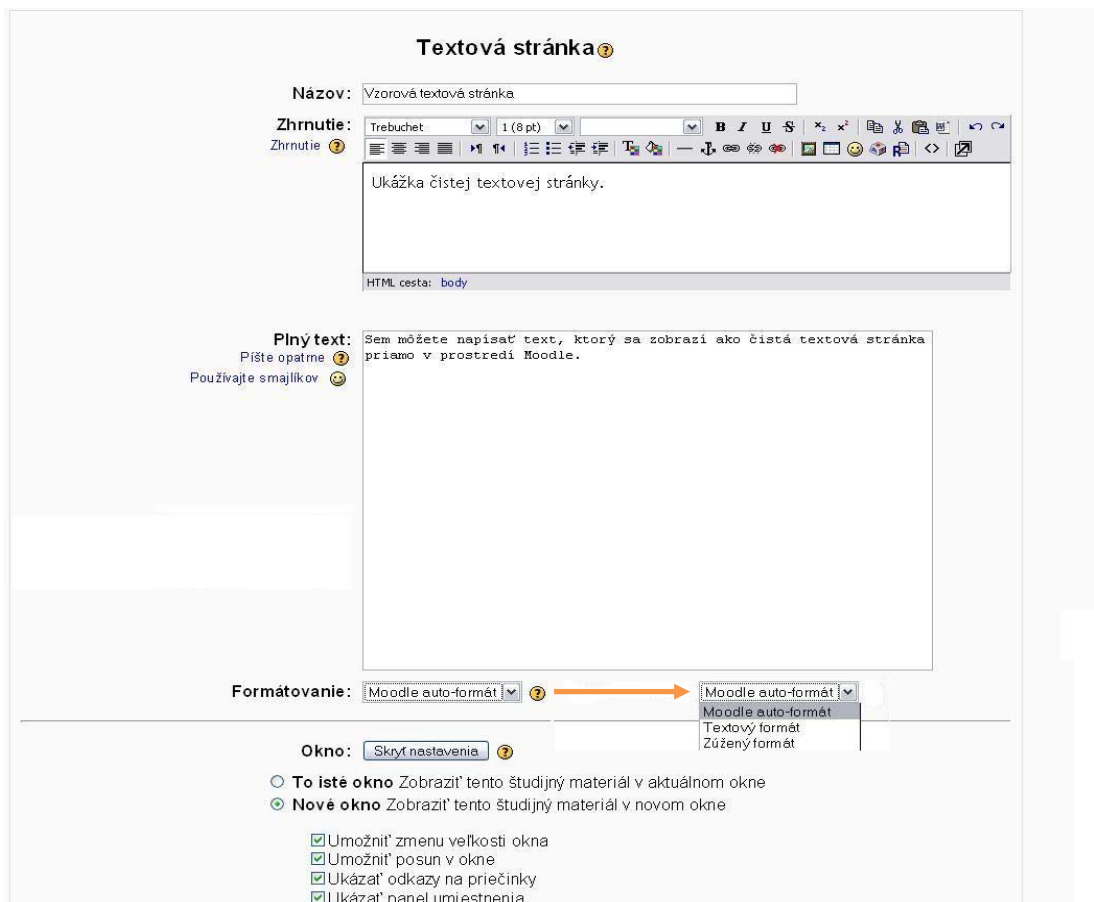 Textová stránka
Názov: Vzorová textová stránka
Zhrnutie: Trebuchet 1 (8 pt)
Zhrnutie
Ukážka čistej textovej stránky.
HTML cesta: body
Plný text: Sem môžete napísať text, ktorý sa zobrazí ako čistá textová stránka
Píšte opatrne priamo v prostredí Moodle.
Používajte smajlíkov
Formátovanie: Moodle auto-formát Moodle auto-formát
Moodle auto-formát
Textový formát
Zúžený formát
Okno: Skryť nastavenia
To isté okno Zobraziť tento študijný materiál v aktuálnom okne
Nové okno Zobraziť tento študijný materiál v novom okne
Umožniť zmenu veľkosti okna
Umožniť posun v okne
Ukázať odkazy na priečinky
Ukázať panel umiestnenia